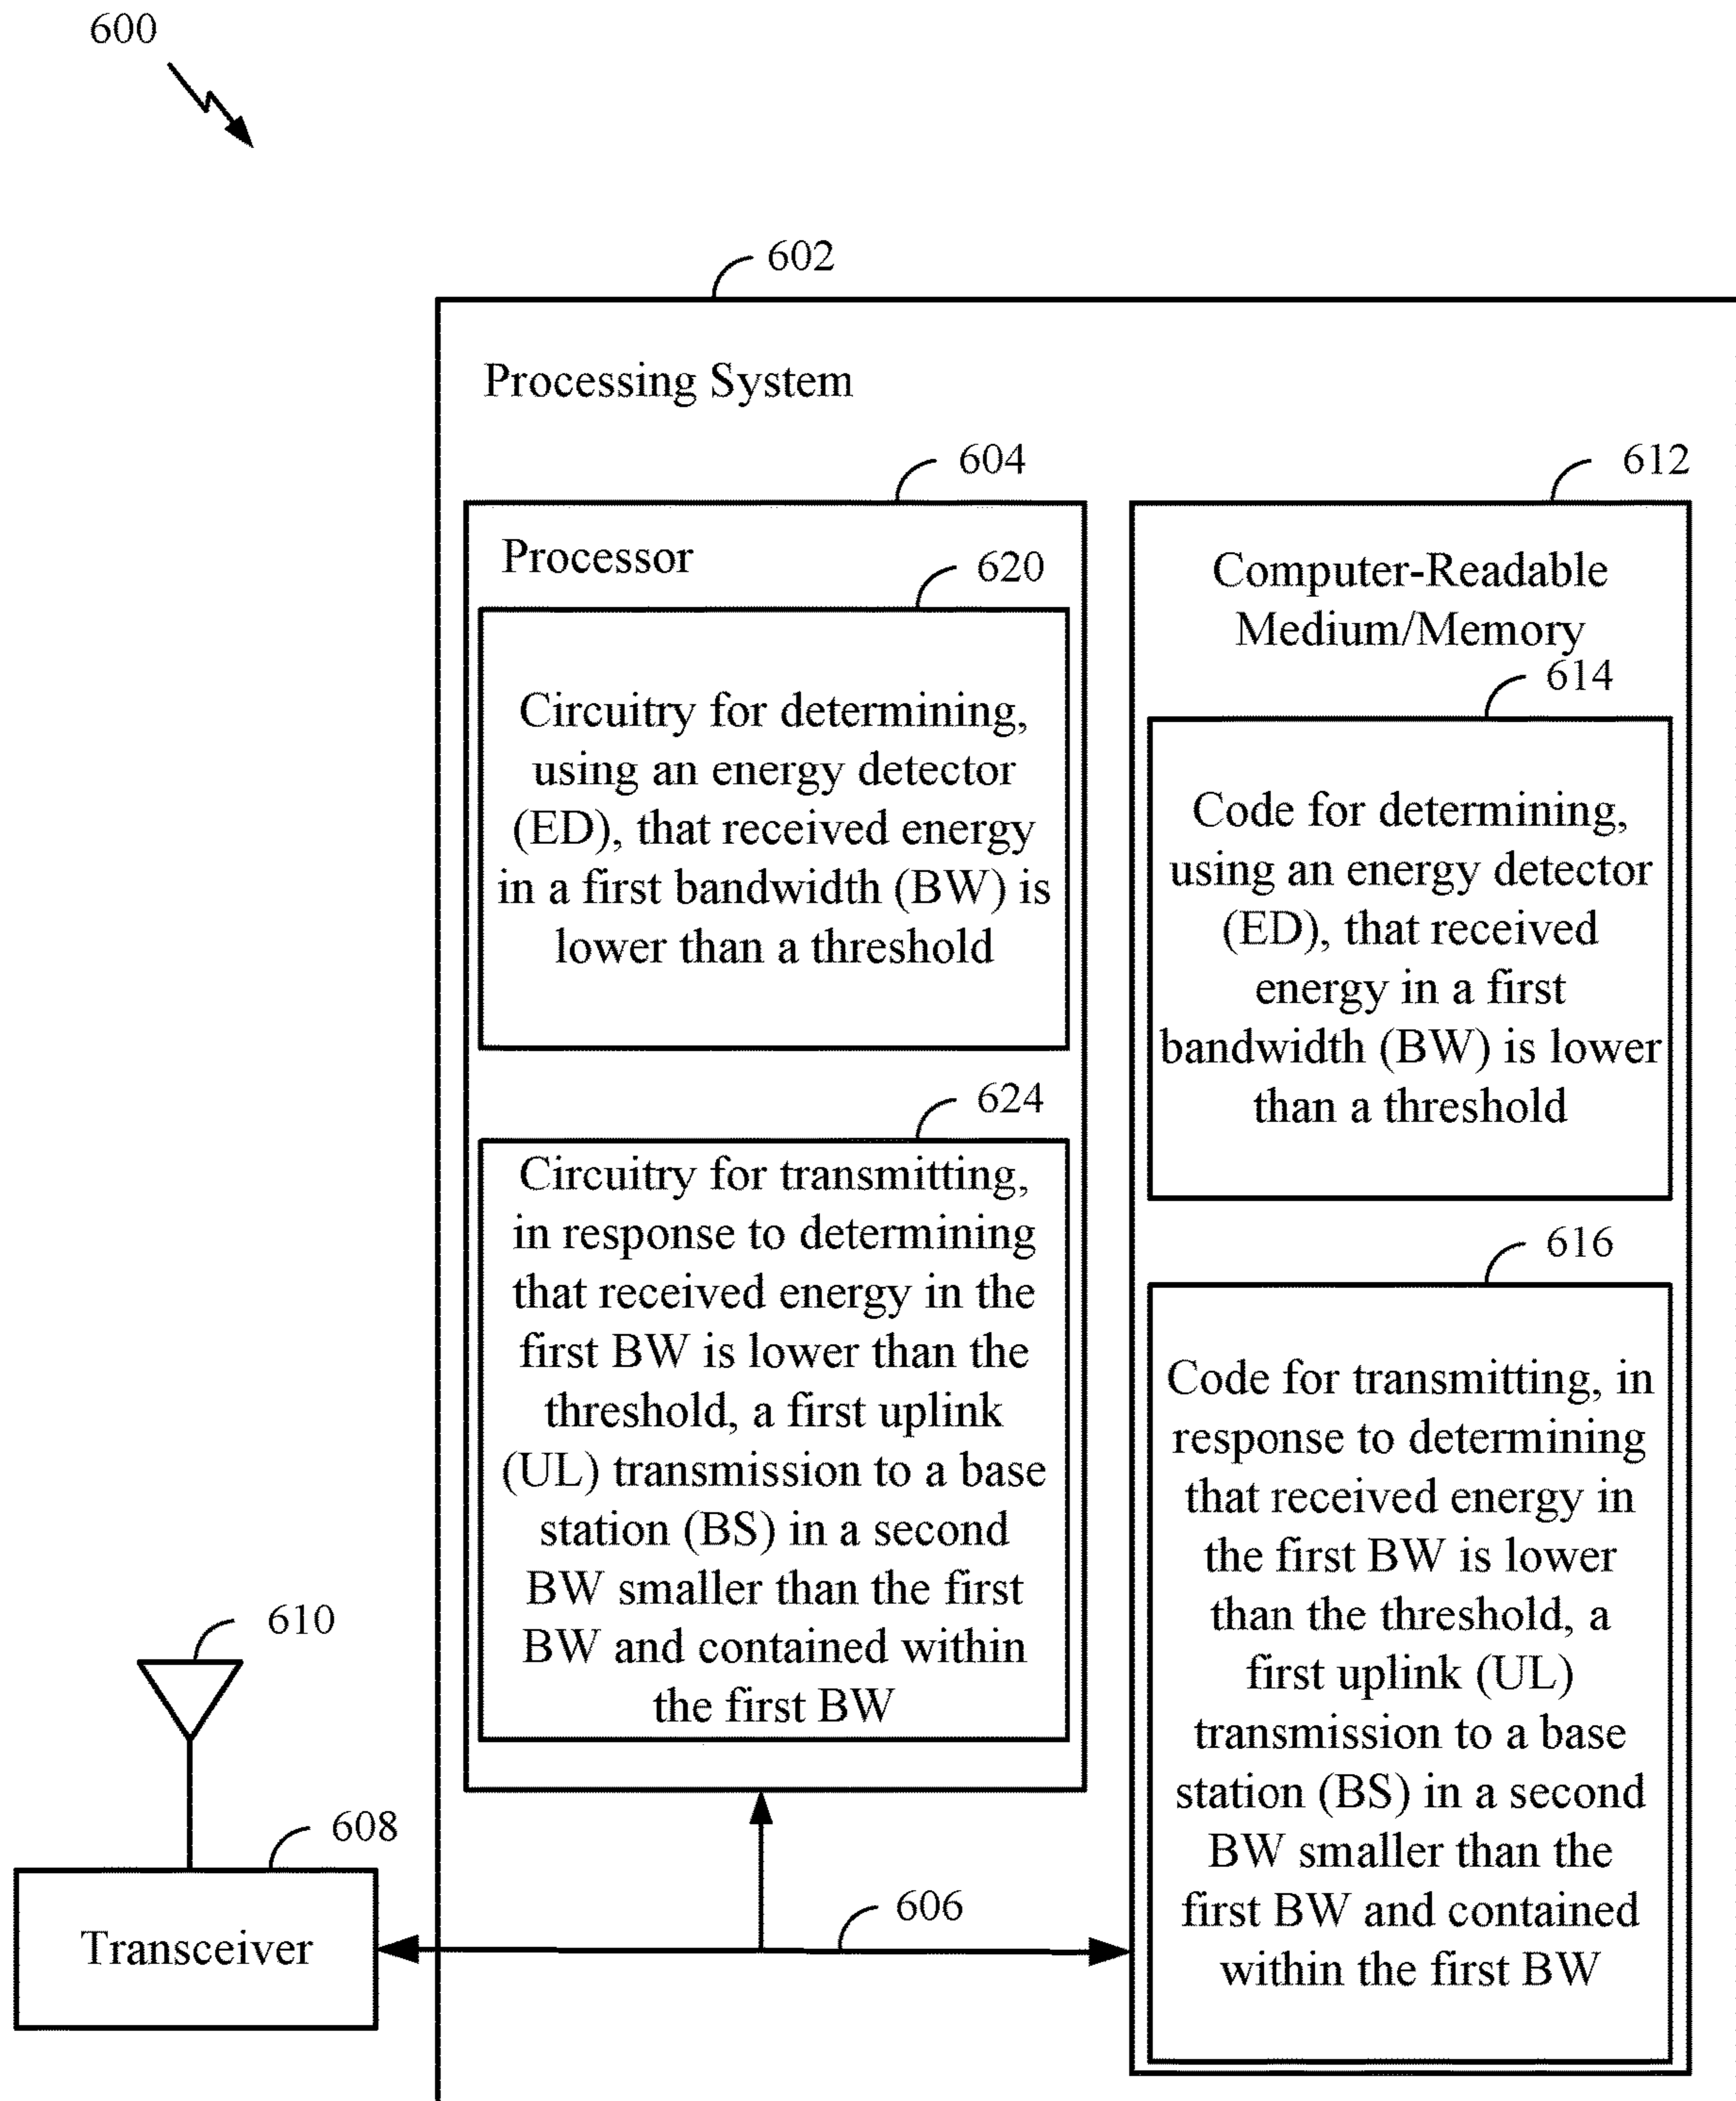 600
602
Processing System
604
Processor
620
Circuitry for determining,
using an energy detector
(ED), that received energy
in a first bandwidth (BW) is
lower than a threshold
624
Circuitry for transmitting,
in response to determining
that received energy in the
first BW is lower than the
threshold, a first uplink
(UL) transmission to a base
station (BS) in a second
BW smaller than the first
BW and contained within
the first BW
612
Computer-Readable
Medium/Memory
614
Code for determining,
using an energy detector
(ED), that received
energy in a first
bandwidth (BW) is lower
than a threshold
616
Code for transmitting, in
response to determining
that received energy in
the first BW is lower
than the threshold, a
first uplink (UL)
transmission to a base
station (BS) in a second
BW smaller than the
first BW and contained
within the first BW
610
608
Transceiver
606